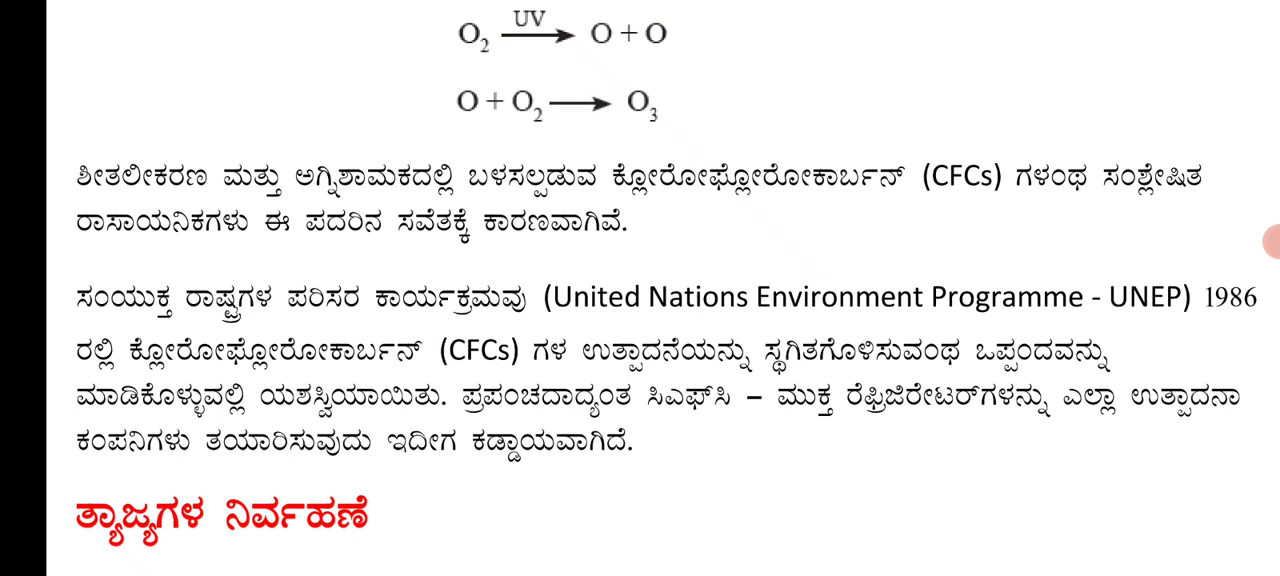 O₂ —UV→ O + O
O + O₂ ⟶ O₃
ಶೀತಲೀಕರಣ ಮತ್ತು ಅಗ್ನಿಶಾಮಕದಲ್ಲಿ ಬಳಸಲ್ಪಡುವ ಕ್ಲೋರೋಫ್ಲೋರೋಕಾರ್ಬನ್ (CFCs) ಗಳಂಥ ಸಂಶ್ಲೇಷಿತ
ರಾಸಾಯನಿಕಗಳು ಈ ಪದರಿನ ಸವೆತಕ್ಕೆ ಕಾರಣವಾಗಿವೆ.
ಸಂಯುಕ್ತ ರಾಷ್ಟ್ರಗಳ ಪರಿಸರ ಕಾರ್ಯಕ್ರಮವು (United Nations Environment Programme - UNEP) 1986
ರಲ್ಲಿ ಕ್ಲೋರೋಫ್ಲೋರೋಕಾರ್ಬನ್ (CFCs) ಗಳ ಉತ್ಪಾದನೆಯನ್ನು ಸ್ಥಗಿತಗೊಳಿಸುವಂಥ ಒಪ್ಪಂದವನ್ನು
ಮಾಡಿಕೊಳ್ಳುವಲ್ಲಿ ಯಶಸ್ವಿಯಾಯಿತು. ಪ್ರಪಂಚದಾದ್ಯಂತ ಸಿಎಫ್‌ಸಿ – ಮುಕ್ತ ರೆಫ್ರಿಜಿರೇಟರ್‌ಗಳನ್ನು ಎಲ್ಲಾ ಉತ್ಪಾದನಾ
ಕಂಪನಿಗಳು ತಯಾರಿಸುವುದು ಇದೀಗ ಕಡ್ಡಾಯವಾಗಿದೆ.
ತ್ಯಾಜ್ಯಗಳ ನಿರ್ವಹಣೆ